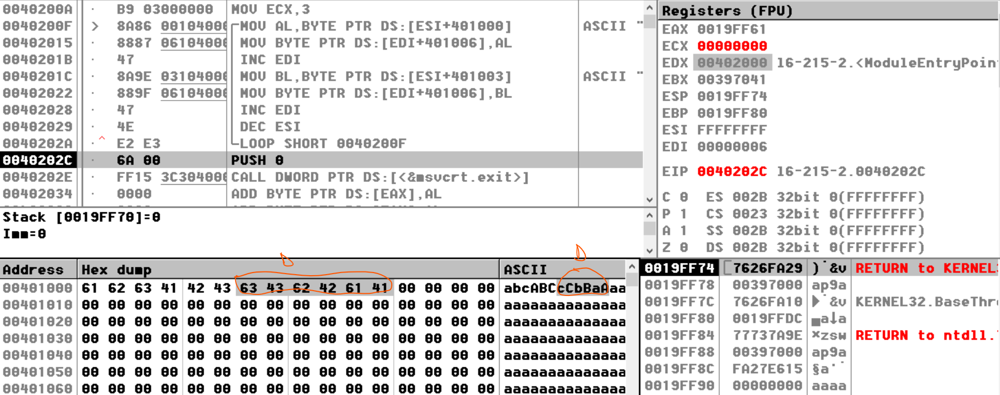 0040200A · B9 03000000 MOV ECX,3
0040200F > 8A86 00104000 MOV AL,BYTE PTR DS:[ESI+401000] ASCII "
00402015 · 8887 06104000 MOV BYTE PTR DS:[EDI+401006],AL
0040201B · 47 INC EDI
0040201C · 8A9E 03104000 MOV BL,BYTE PTR DS:[ESI+401003] ASCII "
00402022 · 889F 06104000 MOV BYTE PTR DS:[EDI+401006],BL
00402028 · 47 INC EDI
00402029 · 4E DEC ESI
0040202A ·^ E2 E3 LOOP SHORT 0040200F
0040202C · 6A 00 PUSH 0
0040202E · FF15 3C304000 CALL DWORD PTR DS:[<&msvcrt.exit>]
00402034 0000 ADD BYTE PTR DS:[EAX],AL
Stack [0019FF70]=0
Imm=0
Registers (FPU)
EAX 0019FF61
ECX 00000000
EDX 00402000 16-215-2.<ModuleEntryPoin
EBX 00397041
ESP 0019FF74
EBP 0019FF80
ESI FFFFFFFF
EDI 00000006
EIP 0040202C 16-215-2.0040202C
C 0 ES 002B 32bit 0(FFFFFFFF)
P 1 CS 0023 32bit 0(FFFFFFFF)
A 1 SS 002B 32bit 0(FFFFFFFF)
Z 0 DS 002B 32bit 0(FFFFFFFF)
Address Hex dump ASCII
00401000 61 62 63 41 42 43 63 43 62 42 61 41 00 00 00 00 abcABCcCbBaAaa
00401010 00 00 00 00 00 00 00 00 00 00 00 00 00 00 00 00 aaaaaaaaaaaaaa
00401020 00 00 00 00 00 00 00 00 00 00 00 00 00 00 00 00 aaaaaaaaaaaaaa
00401030 00 00 00 00 00 00 00 00 00 00 00 00 00 00 00 00 aaaaaaaaaaaaaa
00401040 00 00 00 00 00 00 00 00 00 00 00 00 00 00 00 00 aaaaaaaaaaaaaa
00401050 00 00 00 00 00 00 00 00 00 00 00 00 00 00 00 00 aaaaaaaaaaaaaa
00401060 00 00 00 00 00 00 00 00 00 00 00 00 00 00 00 00 aaaaaaaaaaaaaa
0019FF74 7626FA29 )˙&v RETURN to KERNEL
0019FF78 00397000 ap9a
0019FF7C 7626FA10 ▶˙&v KERNEL32.BaseThr
0019FF80 0019FFDC ▄a↓a
0019FF84 77737A9E ×zsw RETURN to ntdll.
0019FF88 00397000 ap9a
0019FF8C FA27E615 §a'˙
0019FF90 00000000 aaaa